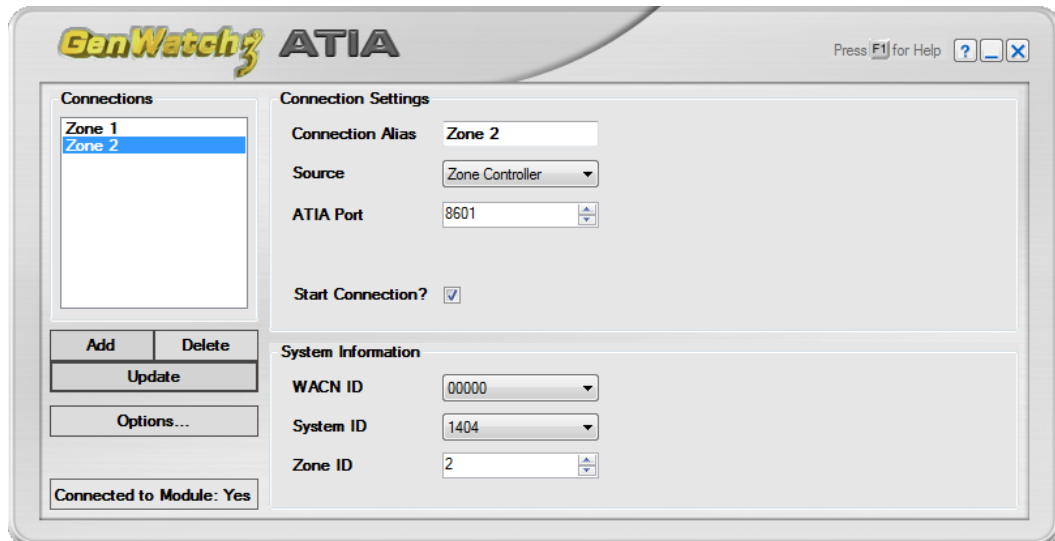 GenWatch3 ATIA
Press F1 for Help ?
Connections
Zone 1
Zone 2
Add Delete
Update
Options...
Connected to Module: Yes
Connection Settings
Connection Alias Zone 2
Source Zone Controller
ATIA Port 8601
Start Connection?
System Information
WACN ID 00000
System ID 1404
Zone ID 2